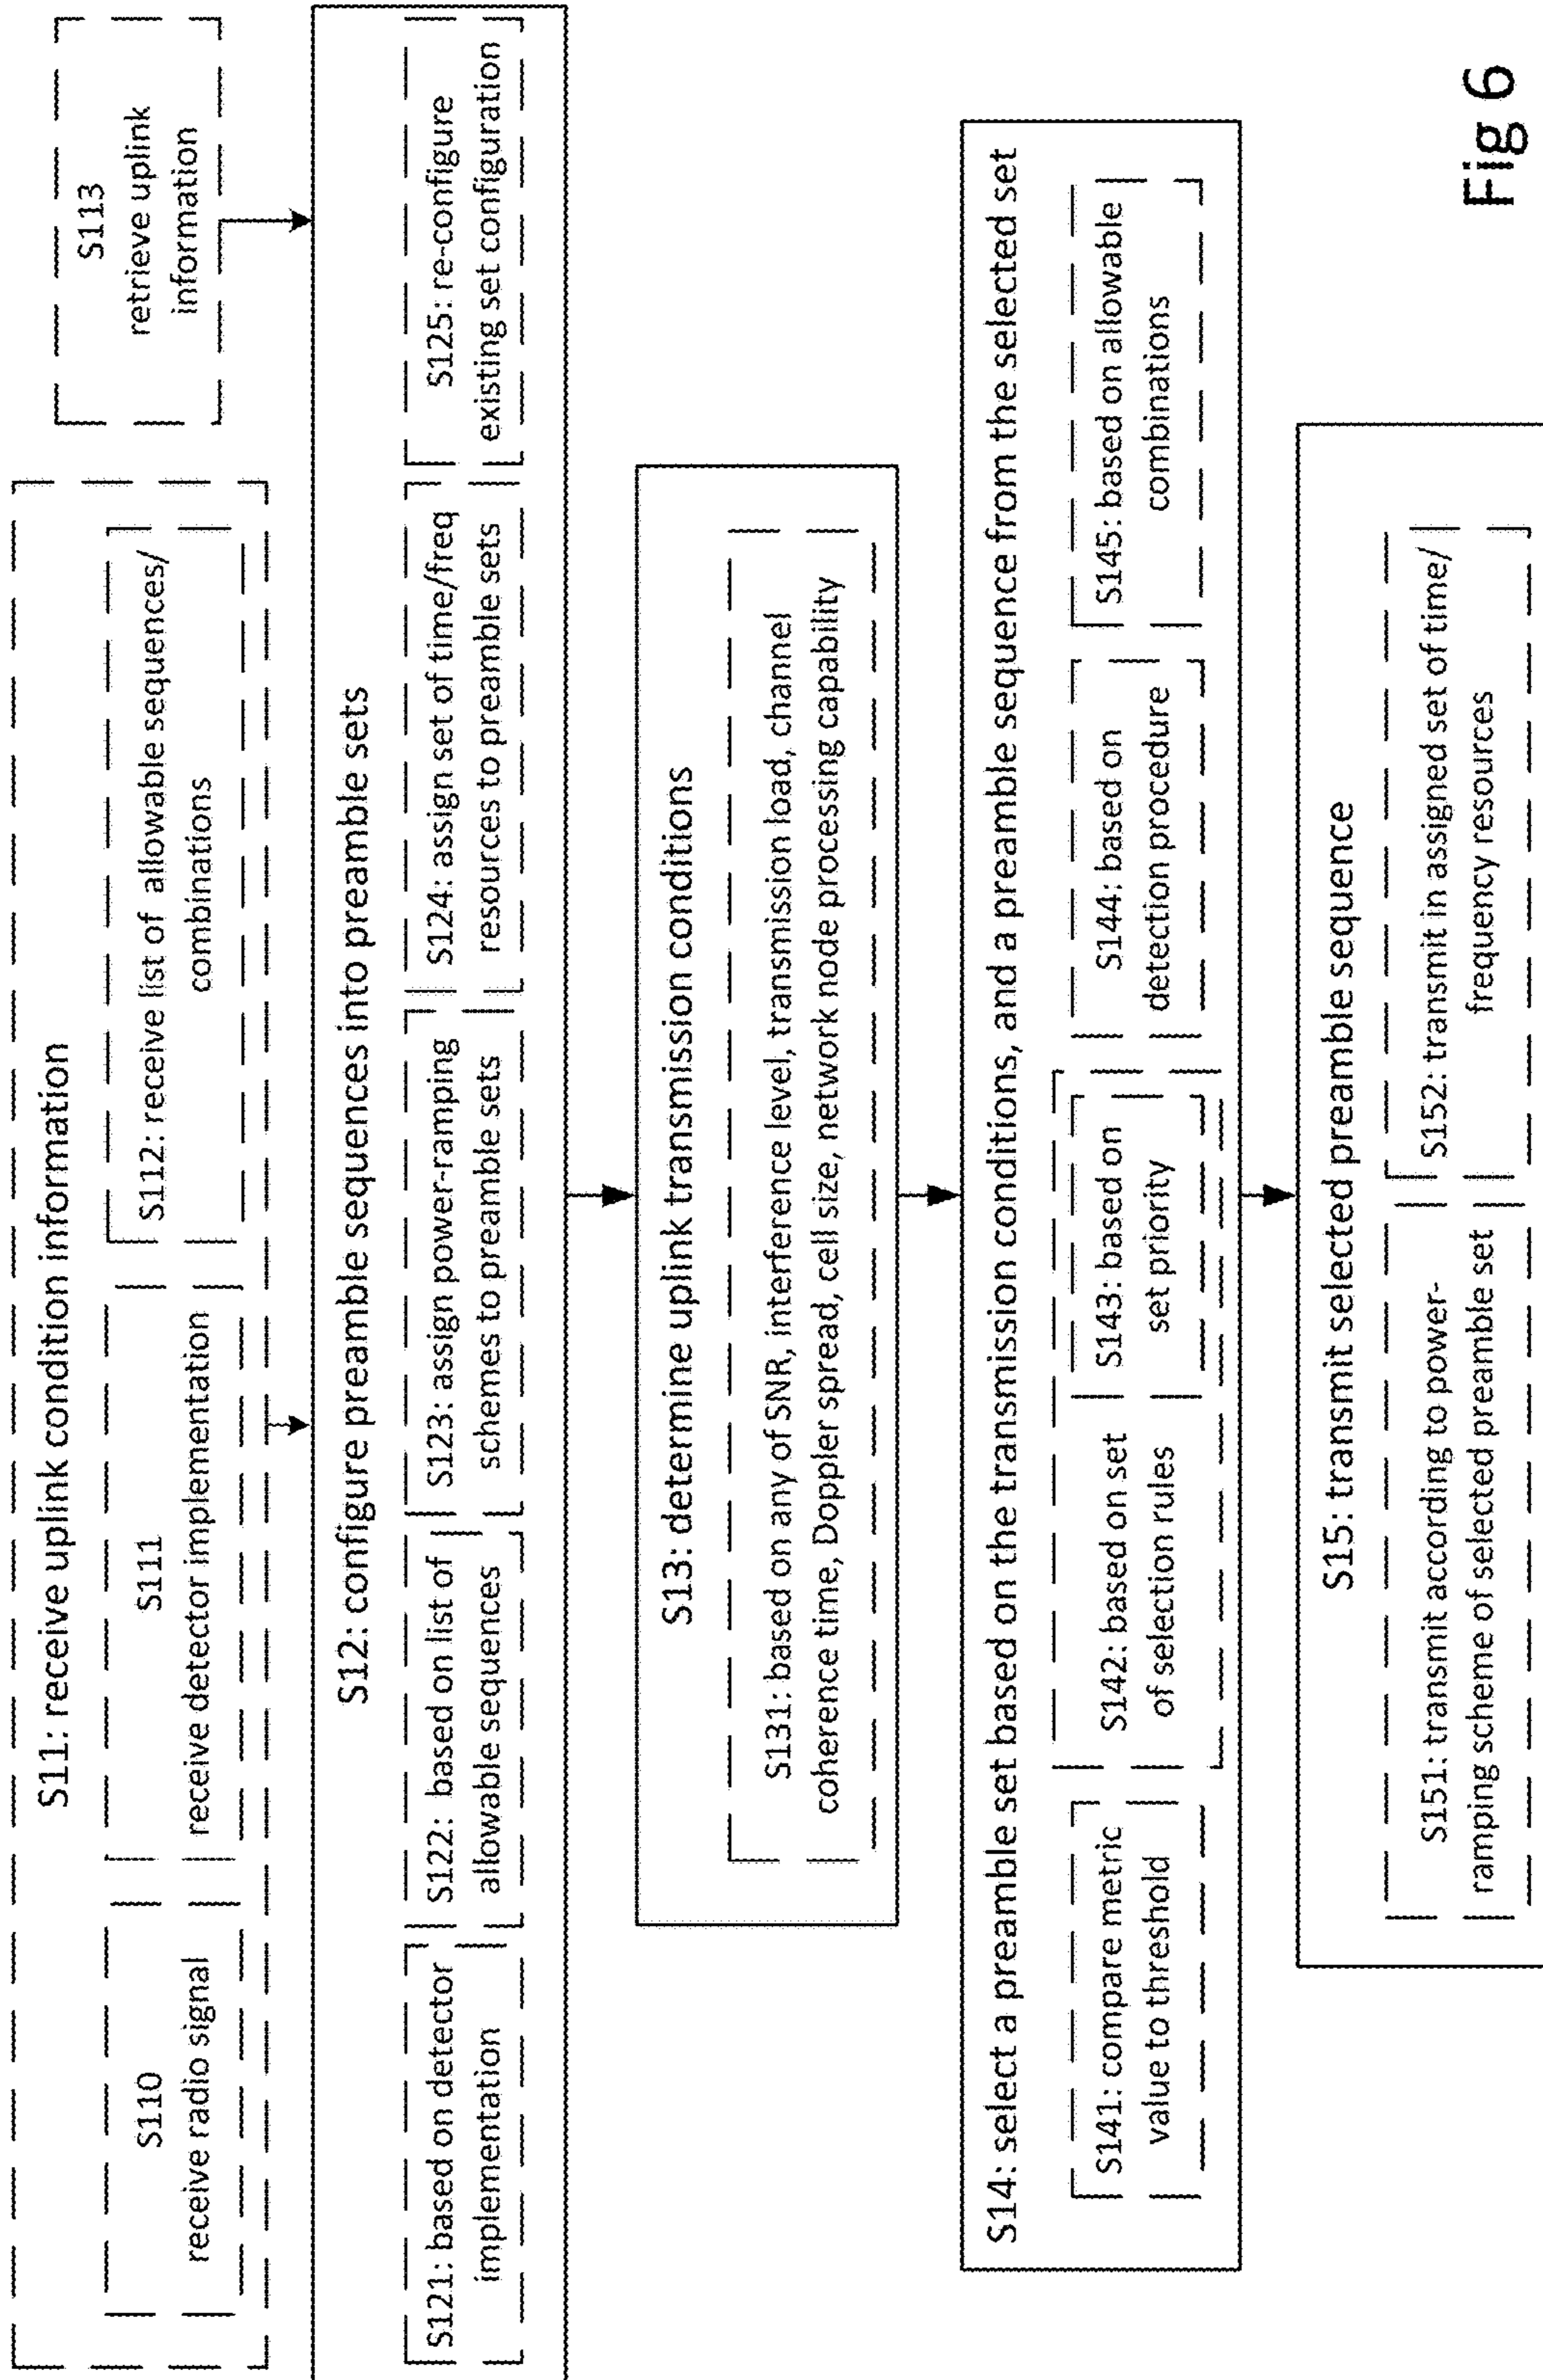 S11: receive uplink condition information
S110
receive radio signal
S111
receive detector implementation
S112: receive list of allowable sequences/
combinations
S113
retrieve uplink
information
S12: configure preamble sequences into preamble sets
S121: based on detector
implementation
S122: based on list of
allowable sequences
S123: assign power-ramping
schemes to preamble sets
S124: assign set of time/freq
resources to preamble sets
S125: re-configure
existing set configuration
S13: determine uplink transmission conditions
S131: based on any of SNR, interference level, transmission load, channel
coherence time, Doppler spread, cell size, network node processing capability
S14: select a preamble set based on the transmission conditions, and a preamble sequence from the selected set
S141: compare metric
value to threshold
S142: based on set
of selection rules
S143: based on
set priority
S144: based on
detection procedure
S145: based on allowable
combinations
S15: transmit selected preamble sequence
S151: transmit according to power-
ramping scheme of selected preamble set
S152: transmit in assigned set of time/
frequency resources
Fig 6